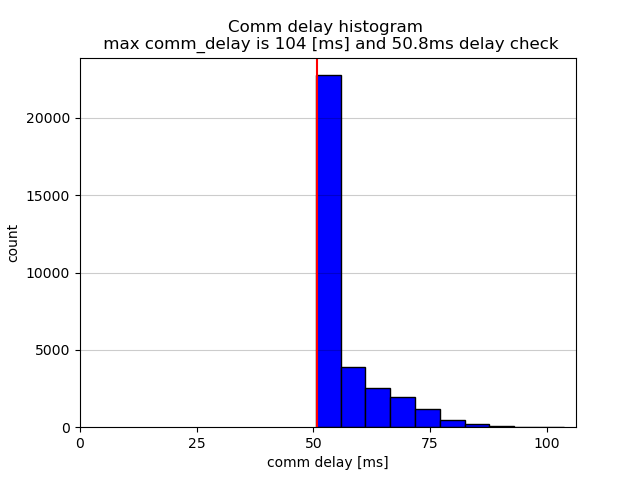 Comm delay histogram
max comm_delay is 104 [ms] and 50.8ms delay check
20000
15000
10000
5000
0
count
0 25 50 75 100
comm delay [ms]